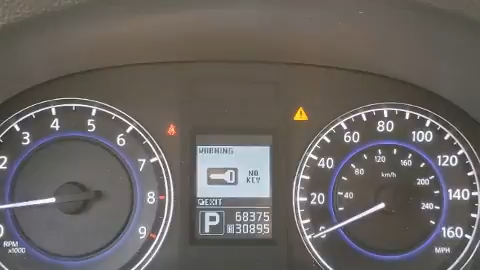 2 3 4 5 6 7 8 9
RPM
x1000
WARNING
NO
KEY
EXIT
P
68375
30895
20 40 60 80 100 120 140 160
MPH
40 80 120 160 200 240
km/h